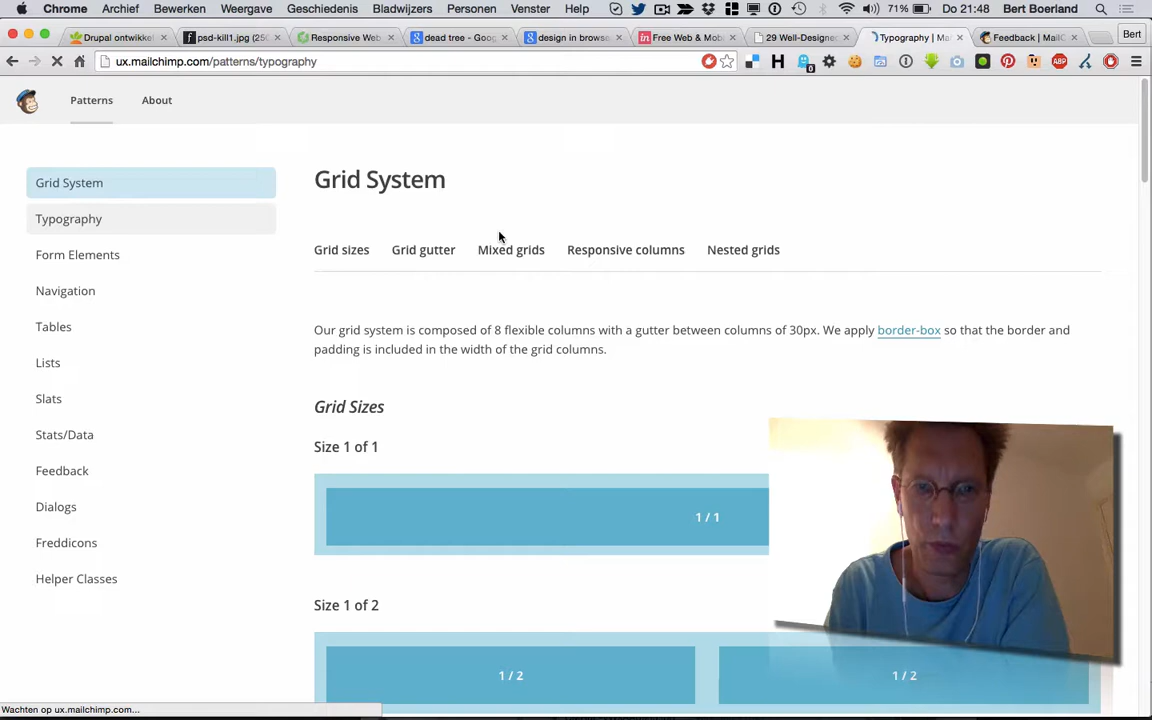 Chrome Archief Bewerken Weergave Geschiedenis Bladwijzers Personen Venster Help 71% Do 21:48 Bert Boerland
Drupal ontwikke psd-kill1.jpg (25 Responsive Web dead tree - Goog design in browse Free Web & Mob 29 Well-Designe Typography | Ma Feedback | MailC Bert
ux.mailchimp.com/patterns/typography
Patterns About
Grid System
Typography
Form Elements
Navigation
Tables
Lists
Slats
Stats/Data
Feedback
Dialogs
Freddicons
Helper Classes
Grid System
Grid sizes Grid gutter Mixed grids Responsive columns Nested grids
Our grid system is composed of 8 flexible columns with a gutter between columns of 30px. We apply border-box so that the border and
padding is included in the width of the grid columns.
Grid Sizes
Size 1 of 1
1 / 1
Size 1 of 2
1 / 2 1 / 2
Wachten op ux.mailchimp.com...